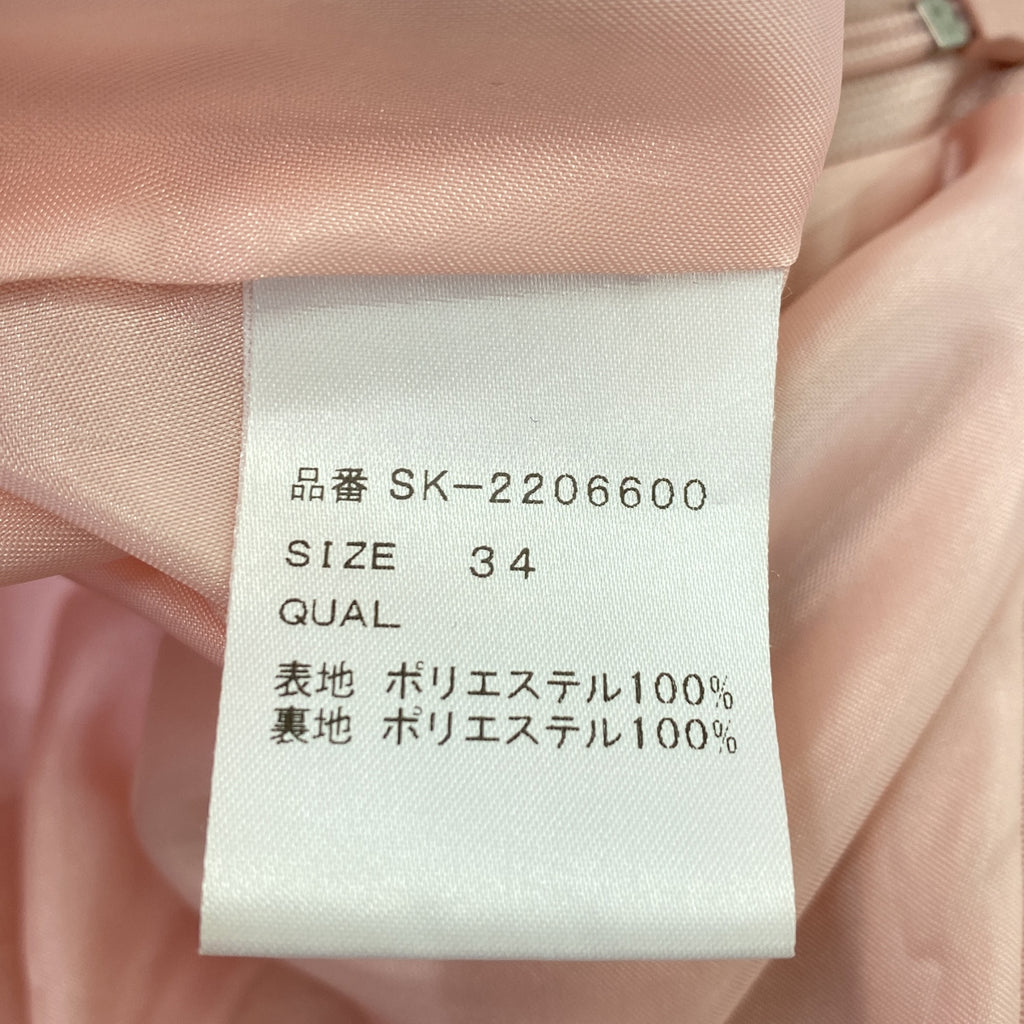 品番 SK-2206600
SIZE 34
QUAL
表地 ポリエステル100%
裏地 ポリエステル100%